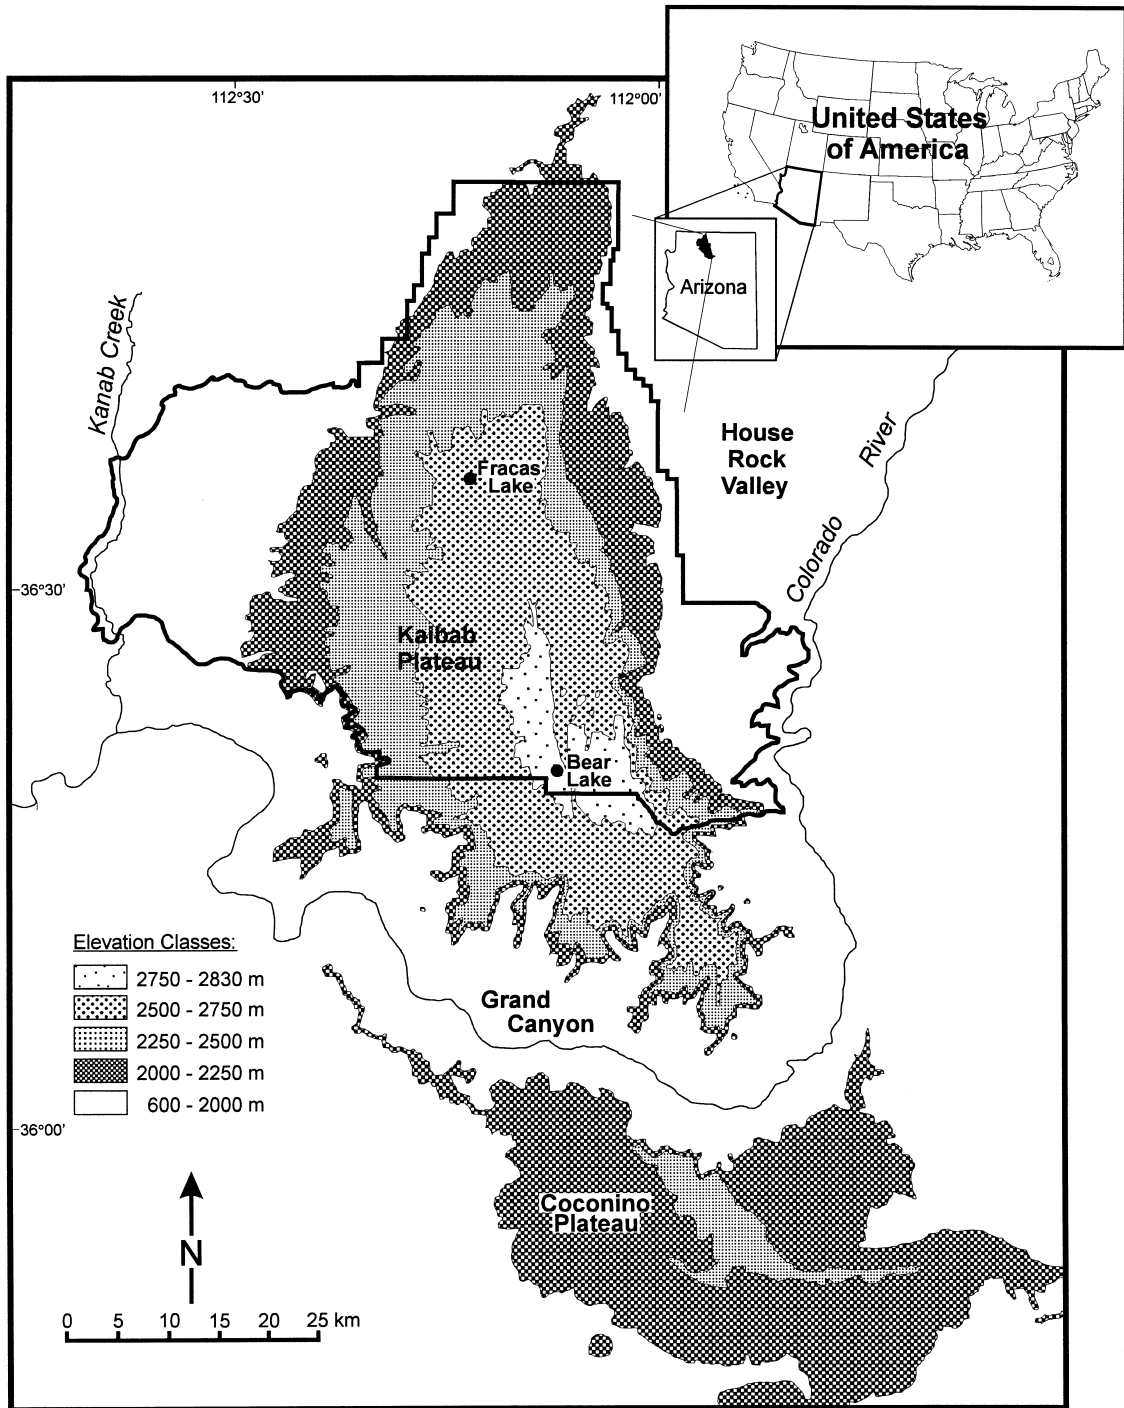 112°30'
112°00'
United States
of America
Arizona
Kanab Creek
House
Rock
Valley
River
Colorado
Fracas
Lake
36°30'
Kaibab
Plateau
Bear
Lake
Elevation Classes:
2750 - 2830 m
2500 - 2750 m
2250 - 2500 m
2000 - 2250 m
600 - 2000 m
Grand
Canyon
36°00'
Coconino
Plateau
N
0 5 10 15 20 25 km